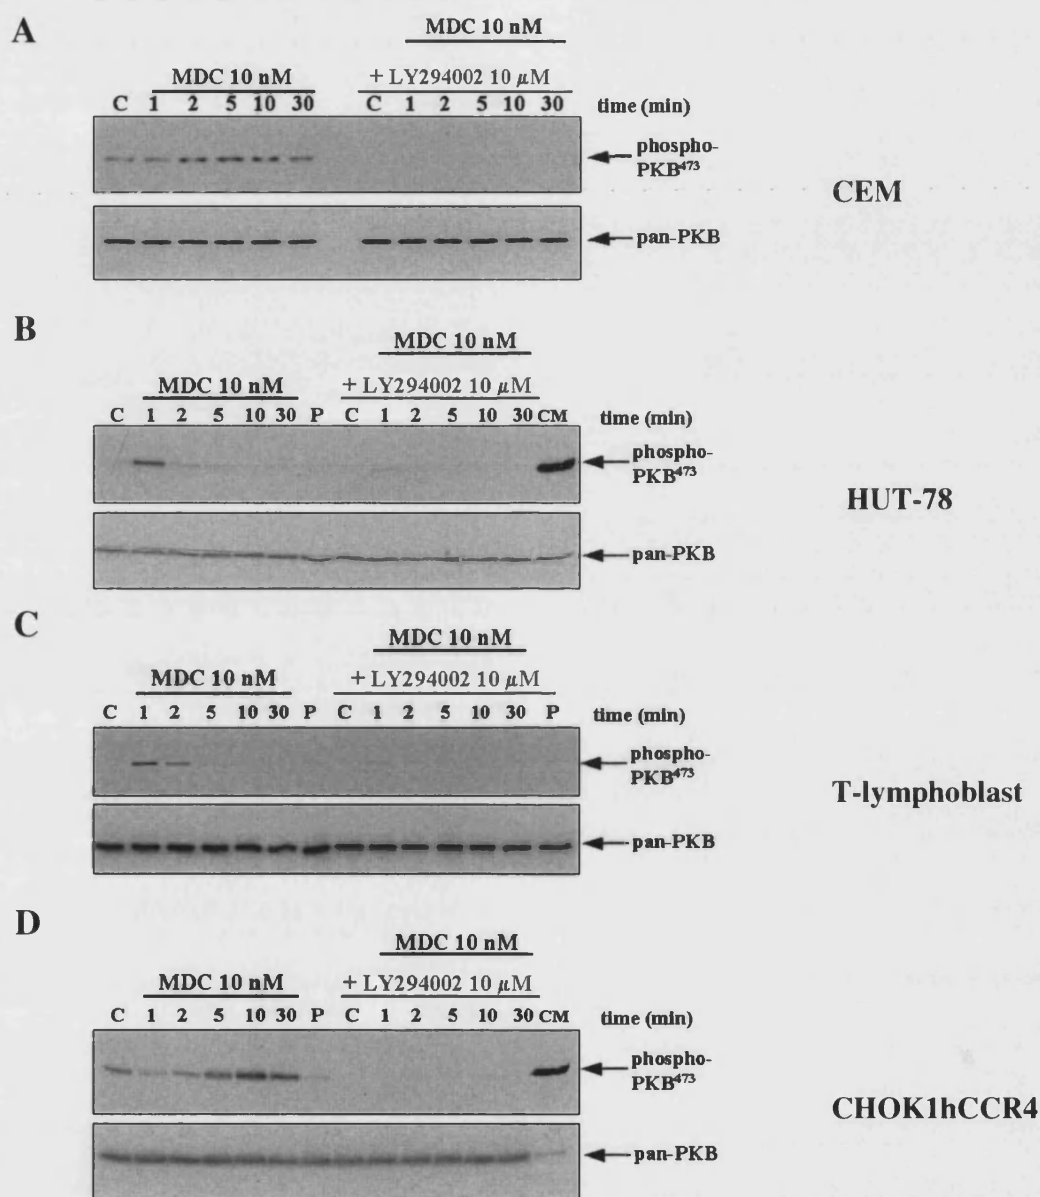 A
MDC 10 nM
MDC 10 nM + LY294002 10 µM
C 1 2 5 10 30 C 1 2 5 10 30 time (min)
phospho-
PKB473
CEM
pan-PKB
B
MDC 10 nM
MDC 10 nM + LY294002 10 µM
C 1 2 5 10 30 P C 1 2 5 10 30 CM time (min)
phospho-
PKB473
HUT-78
pan-PKB
C
MDC 10 nM
MDC 10 nM + LY294002 10 µM
C 1 2 5 10 30 P C 1 2 5 10 30 P time (min)
phospho-
PKB473
T-lymphoblast
pan-PKB
D
MDC 10 nM
MDC 10 nM + LY294002 10 µM
C 1 2 5 10 30 P C 1 2 5 10 30 CM time (min)
phospho-
PKB473
CHOK1hCCR4
pan-PKB